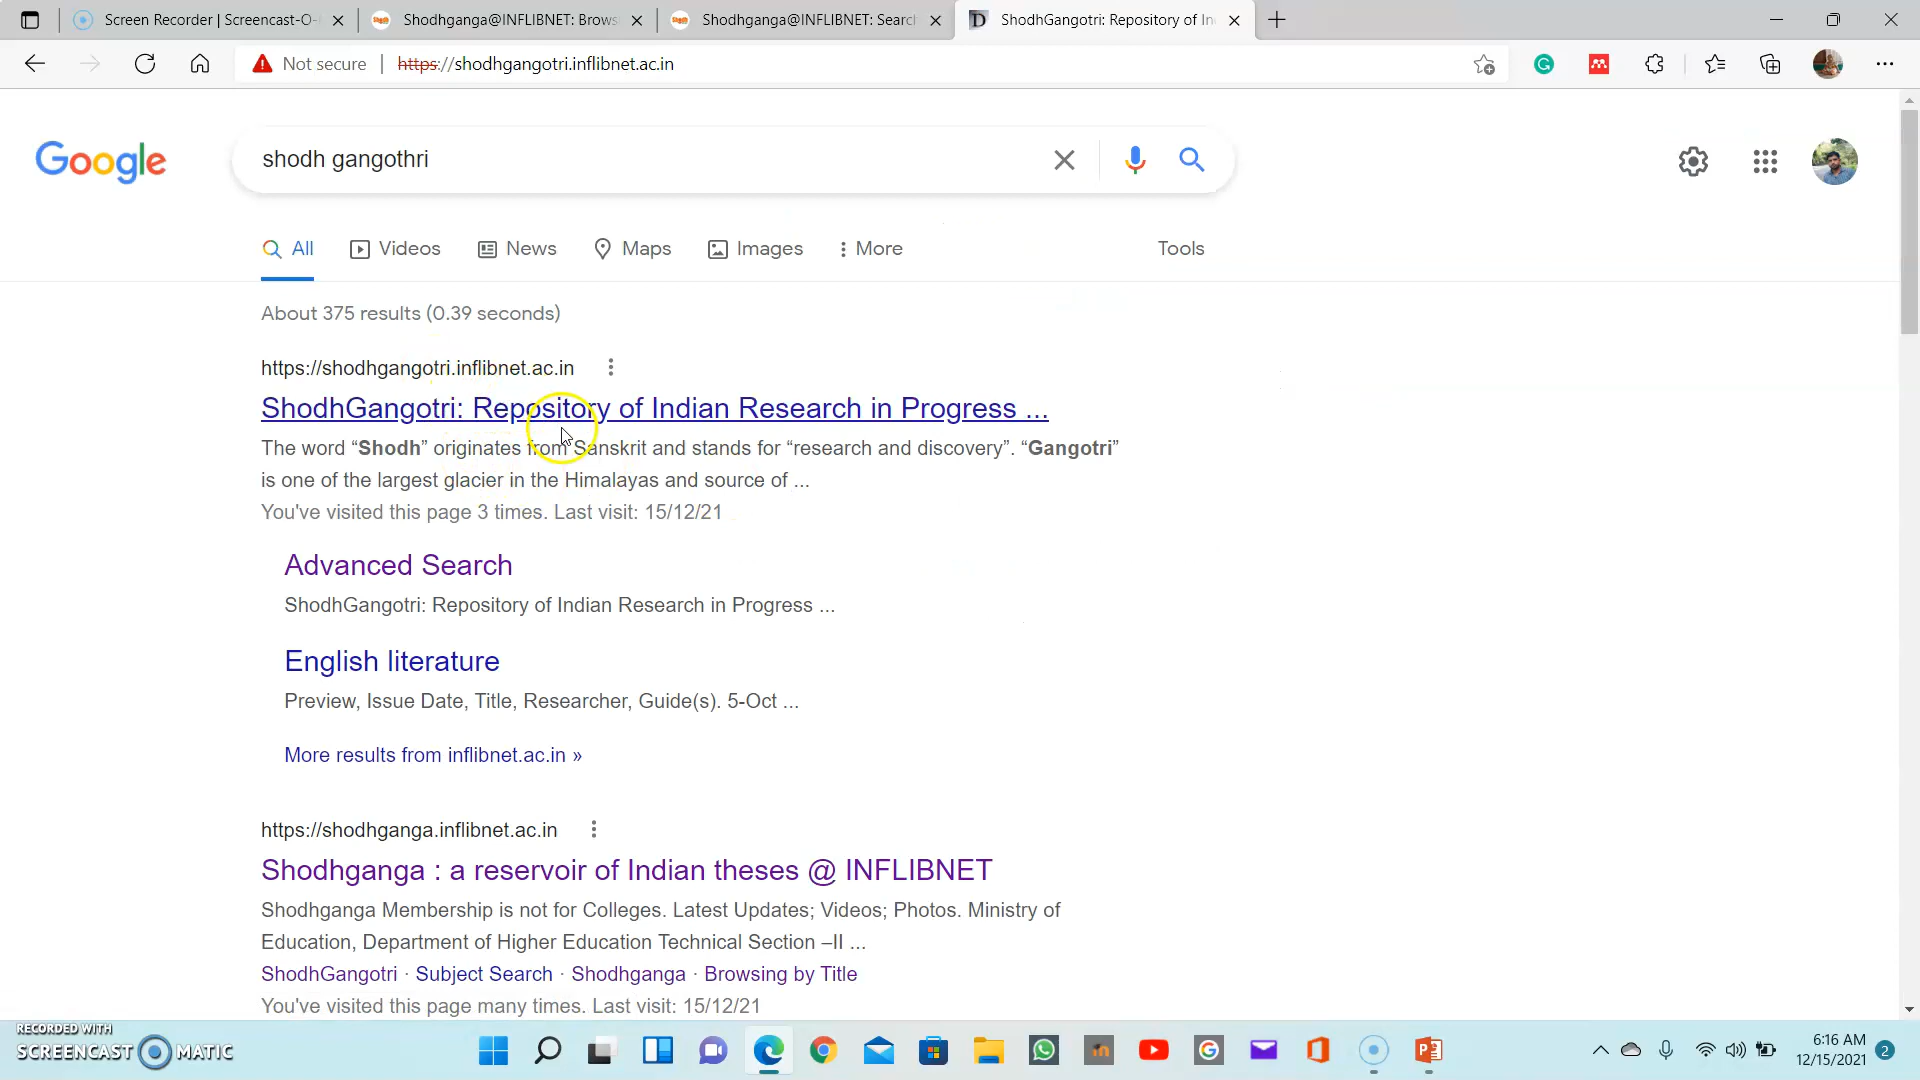 Screen Recorder | Screencast-O-
Shodhganga@INFLIBNET: Brows
Shodhganga@INFLIBNET: Search
ShodhGangotri: Repository of In
Not secure
https://shodhgangotri.inflibnet.ac.in
Google
shodh gangothri
All
Videos
News
Maps
Images
More
Tools
About 375 results (0.39 seconds)
https://shodhgangotri.inflibnet.ac.in
ShodhGangotri: Repository of Indian Research in Progress ...
The word “Shodh” originates from Sanskrit and stands for “research and discovery”. “Gangotri”
is one of the largest glacier in the Himalayas and source of ...
You've visited this page 3 times. Last visit: 15/12/21
Advanced Search
ShodhGangotri: Repository of Indian Research in Progress ...
English literature
Preview, Issue Date, Title, Researcher, Guide(s). 5-Oct ...
More results from inflibnet.ac.in »
https://shodhganga.inflibnet.ac.in
Shodhganga : a reservoir of Indian theses @ INFLIBNET
Shodhganga Membership is not for Colleges. Latest Updates; Videos; Photos. Ministry of
Education, Department of Higher Education Technical Section –II ...
ShodhGangotri · Subject Search · Shodhganga · Browsing by Title
You've visited this page many times. Last visit: 15/12/21
RECORDED WITH
SCREENCAST MATIC
6:16 AM
12/15/2021
2